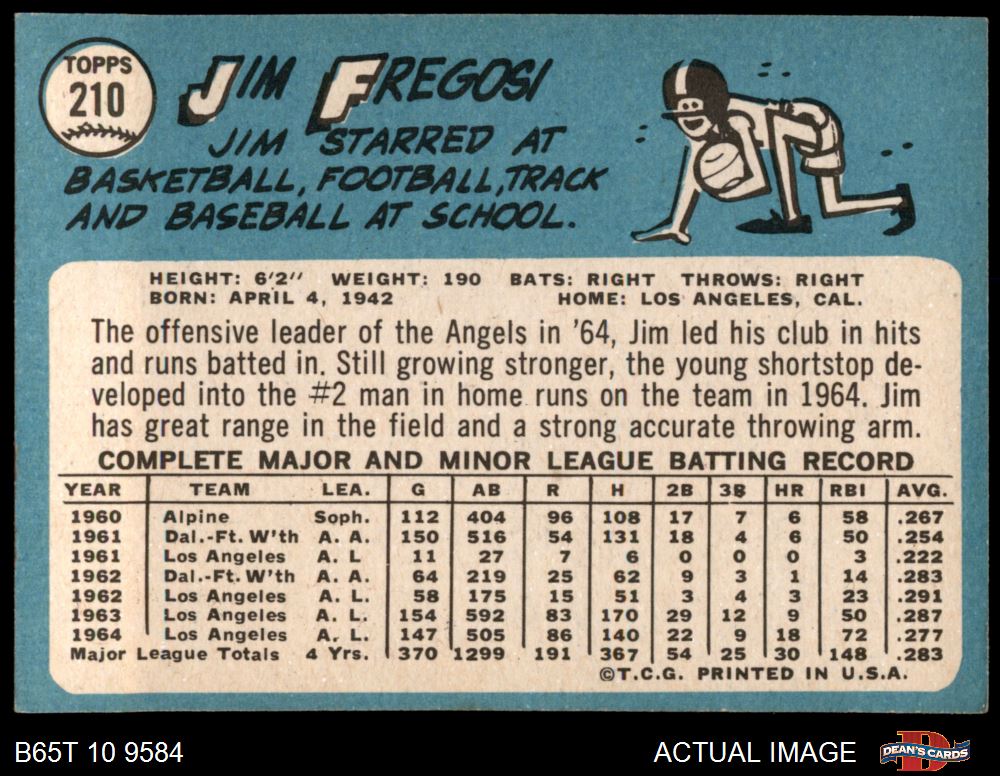 TOPPS
210
JIM FREGOSI
JIM STARRED AT
BASKETBALL, FOOTBALL, TRACK
AND BASEBALL AT SCHOOL.
HEIGHT: 6'2" WEIGHT: 190 BATS: RIGHT THROWS: RIGHT
BORN: APRIL 4, 1942 HOME: LOS ANGELES, CAL.
The offensive leader of the Angels in '64, Jim led his club in hits
and runs batted in. Still growing stronger, the young shortstop de-
veloped into the #2 man in home runs on the team in 1964. Jim
has great range in the field and a strong accurate throwing arm.
COMPLETE MAJOR AND MINOR LEAGUE BATTING RECORD
YEAR TEAM LEA. G AB R H 2B 3B HR RBI AVG.
1960 Alpine Soph. 112 404 96 108 17 7 6 58 .267
1961 Dal.-Ft. W'th A. A. 150 516 54 131 18 4 6 50 .254
1961 Los Angeles A. L 11 27 7 6 0 0 0 3 .222
1962 Dal.-Ft. W'th A. A. 64 219 25 62 9 3 1 14 .283
1962 Los Angeles A. L. 58 175 15 51 3 4 3 23 .291
1963 Los Angeles A. L. 154 592 83 170 29 12 9 50 .287
1964 Los Angeles A. L. 147 505 86 140 22 9 18 72 .277
Major League Totals 4 Yrs. 370 1299 191 367 54 25 30 148 .283
©T.C.G. PRINTED IN U.S.A.
B65T 10 9584 ACTUAL IMAGE D DEAN'S CARDS